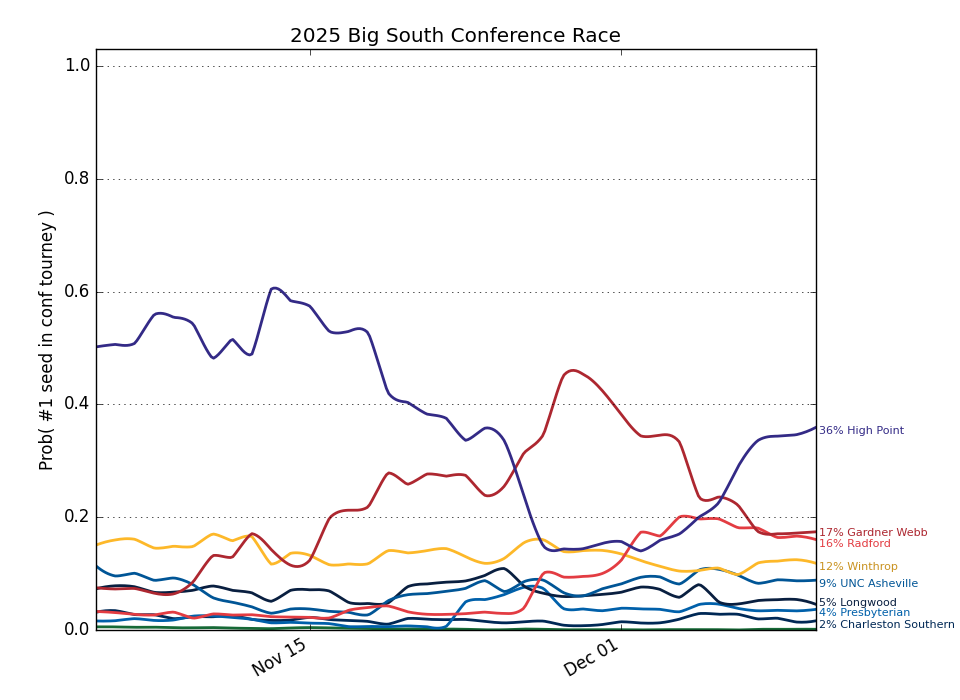 2025 Big South Conference Race
Prob( #1 seed in conf tourney )
1.0
0.8
0.6
0.4
0.2
0.0
Nov 15
Dec 01
36% High Point
17% Gardner Webb
16% Radford
12% Winthrop
9% UNC Asheville
5% Longwood
4% Presbyterian
2% Charleston Southern